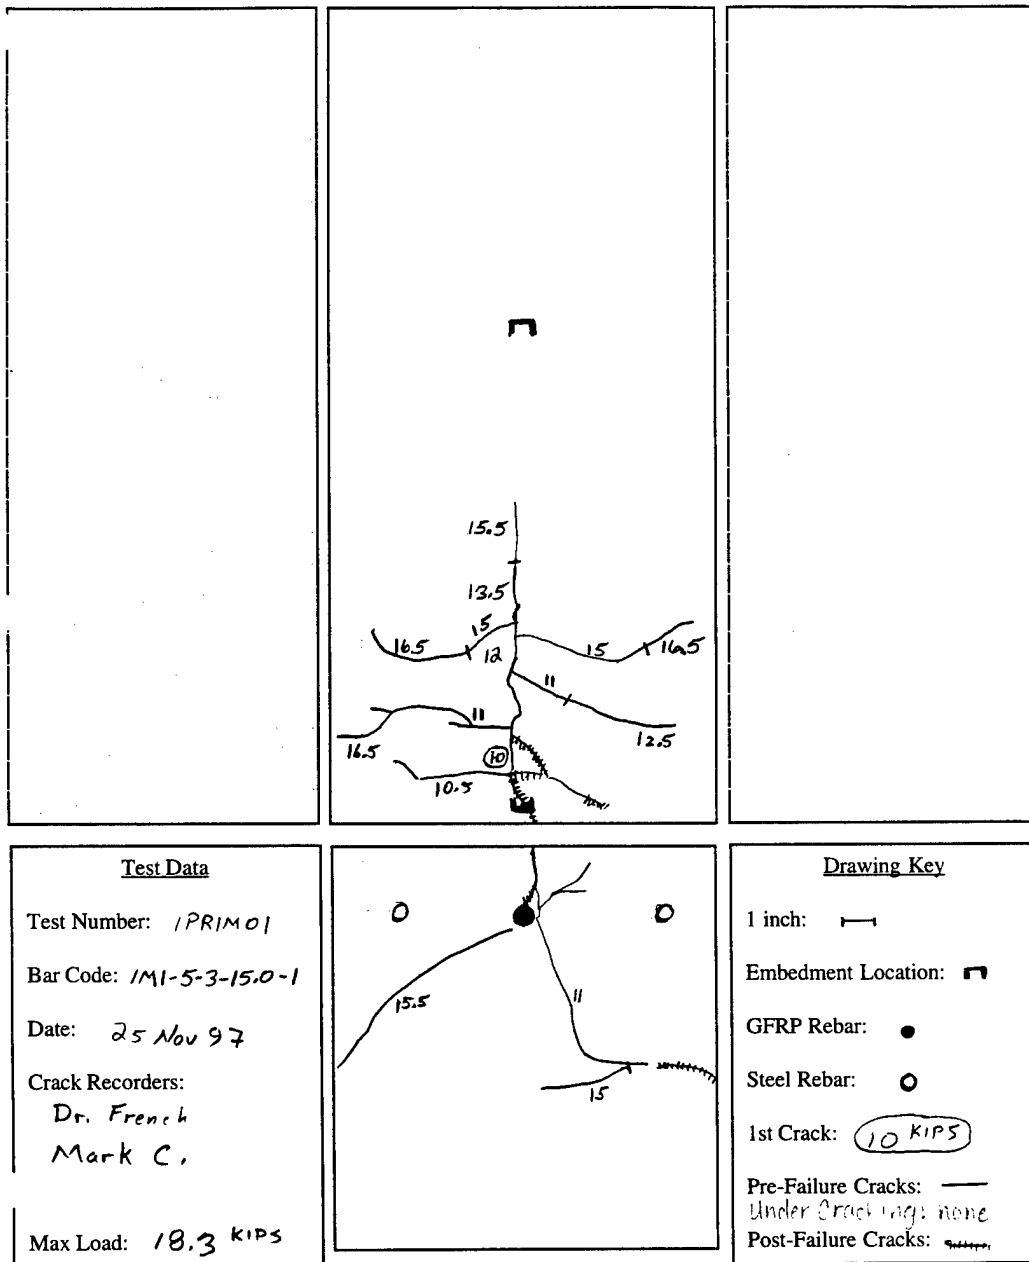 15.5
13.5
15
16.5
12
15
16.5
11
11
16.5
12.5
10
10.5
Test Data
Test Number: 1PRIM01
Bar Code: 1M1-5-3-15.0-1
Date: 25 Nov 97
Crack Recorders:
Dr. French
Mark C.
Max Load: 18.3 KIPS
15.5
11
15
Drawing Key
1 inch:
Embedment Location:
GFRP Rebar:
Steel Rebar:
1st Crack: 10 KIPS
Pre-Failure Cracks:
Under Cracking: none
Post-Failure Cracks: